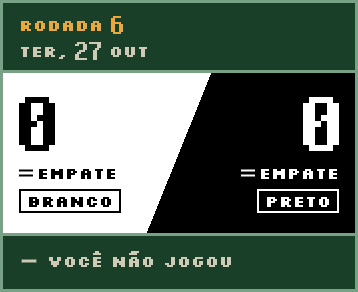 RODADA 6
TER, 27 OUT
0 0
=EMPATE =EMPATE
BRANCO PRETO
— VOCÊ NÃO JOGOU